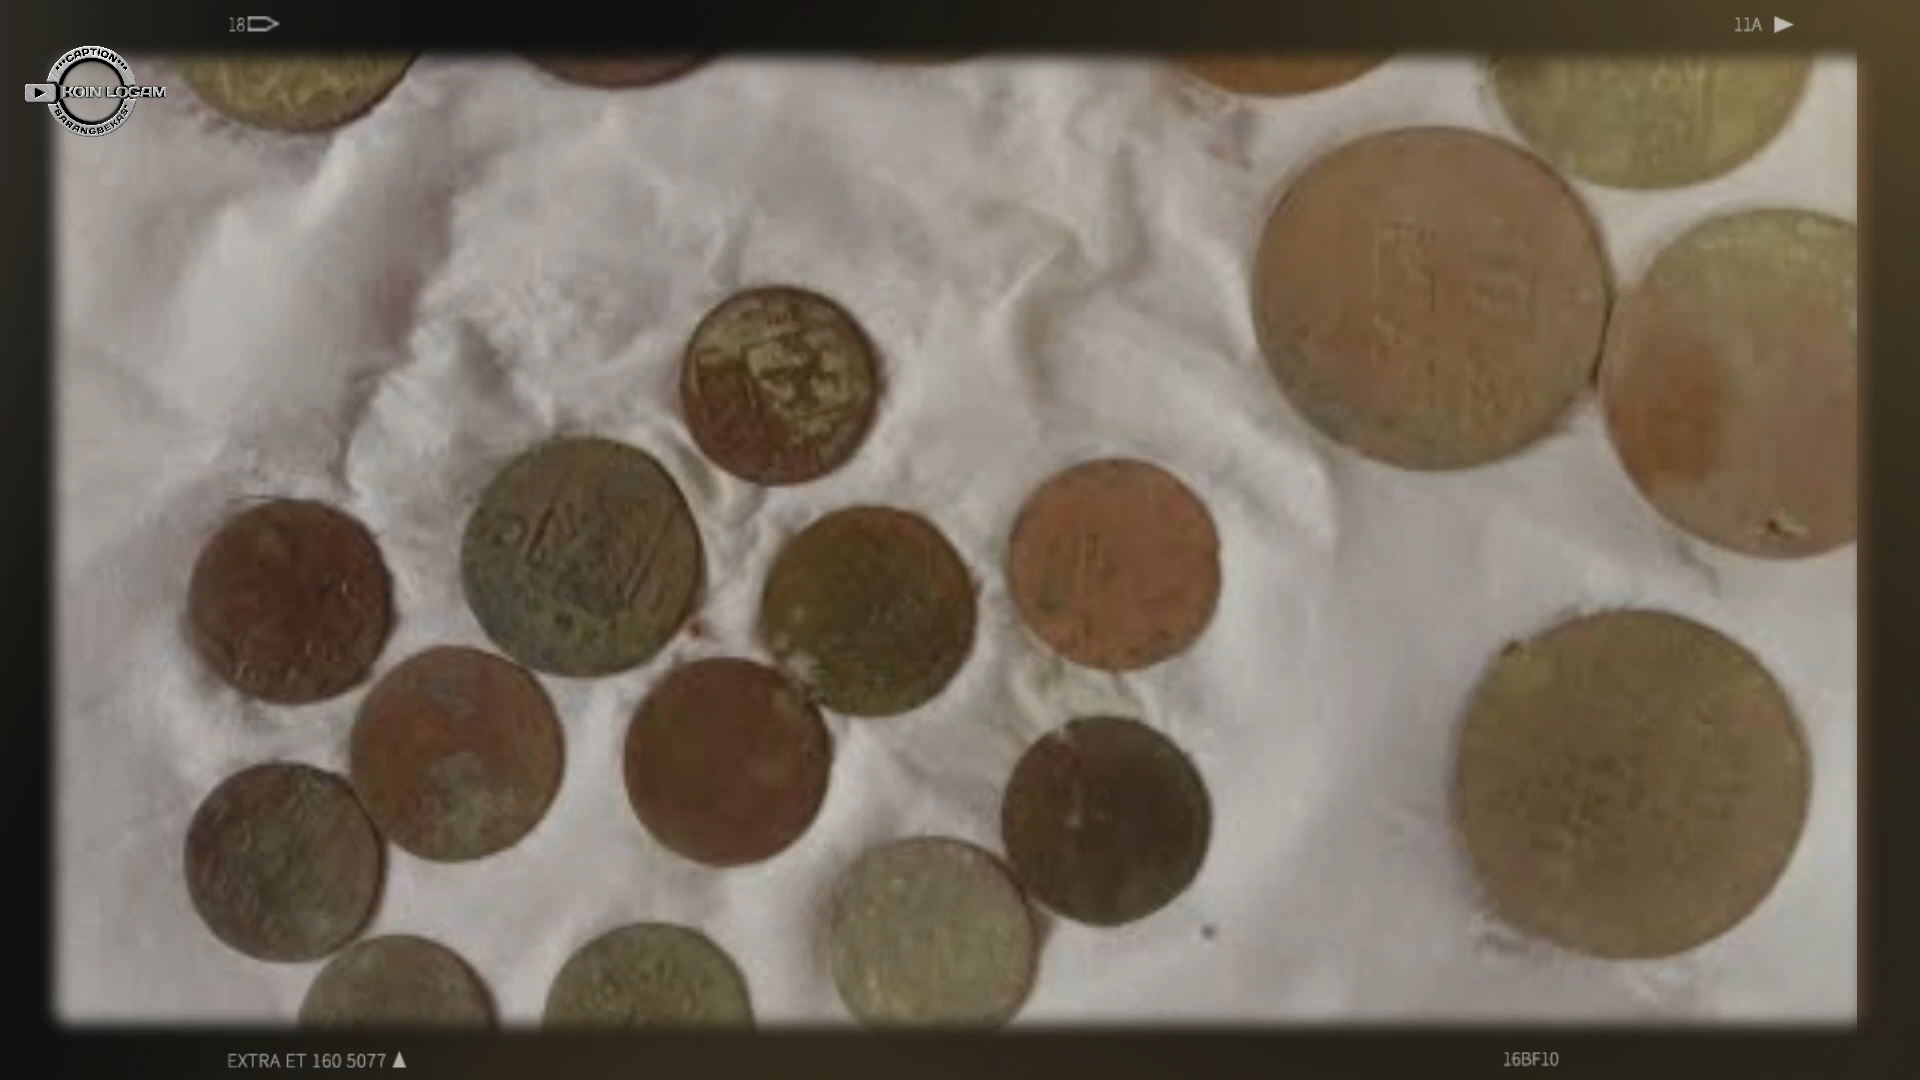 18
11A
CAPTION
KOIN LOGAM
BARANGBEKAS
EXTRA ET 160 5077
16BF10